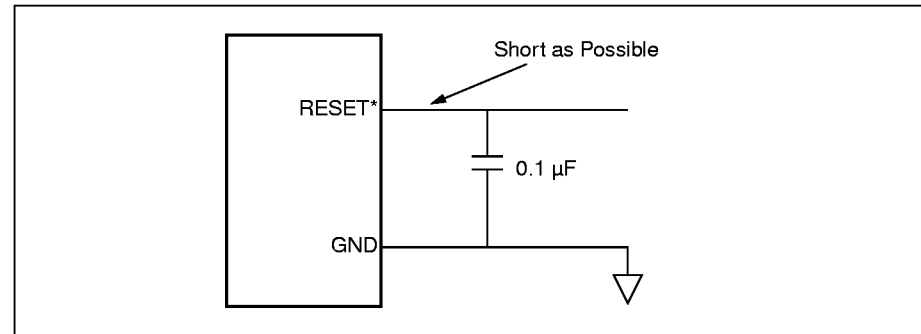 Short as Possible
RESET*
0.1 µF
GND